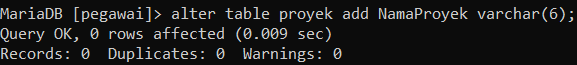 MariaDB [pegawai]> alter table proyek add NamaProyek varchar(6);
Query OK, 0 rows affected (0.009 sec)
Records: 0  Duplicates: 0  Warnings: 0